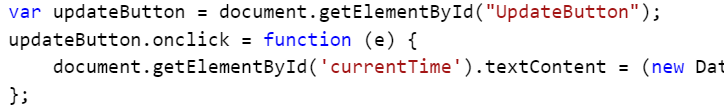 var updateButton = document.getElementById("UpdateButton");
updateButton.onclick = function (e) {
    document.getElementById('currentTime').textContent = (new Dat
};